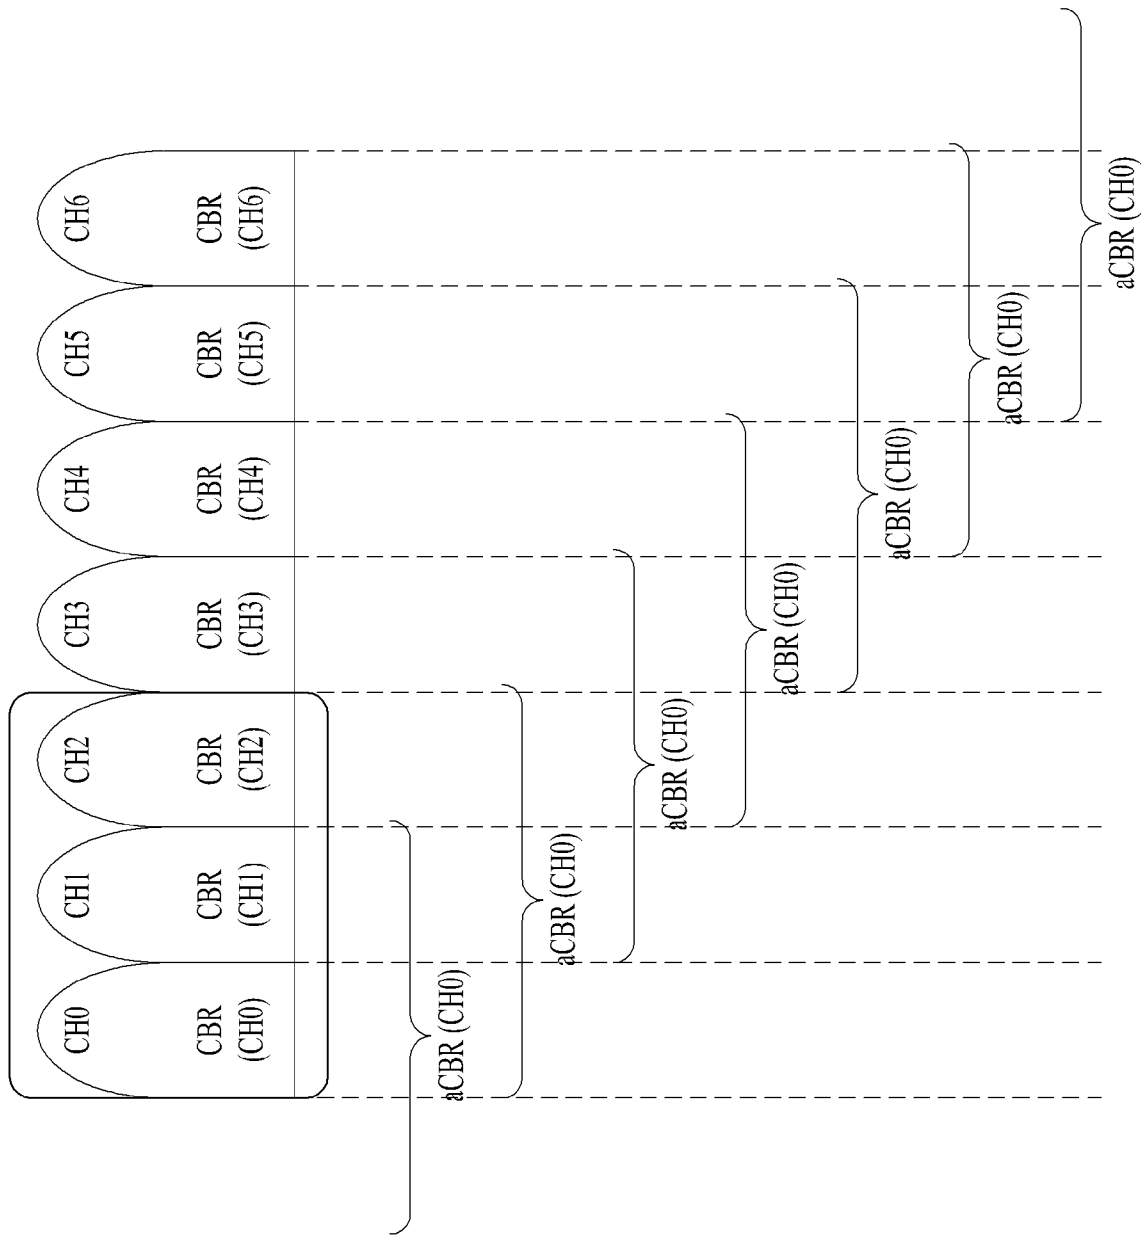 CH0
CH1
CH2
CH3
CH4
CH5
CH6
CBR
(CH0)
CBR
(CH1)
CBR
(CH2)
CBR
(CH3)
CBR
(CH4)
CBR
(CH5)
CBR
(CH6)
aCBR (CH0)
aCBR (CH0)
aCBR (CH0)
aCBR (CH0)
aCBR (CH0)
aCBR (CH0)
aCBR (CH0)